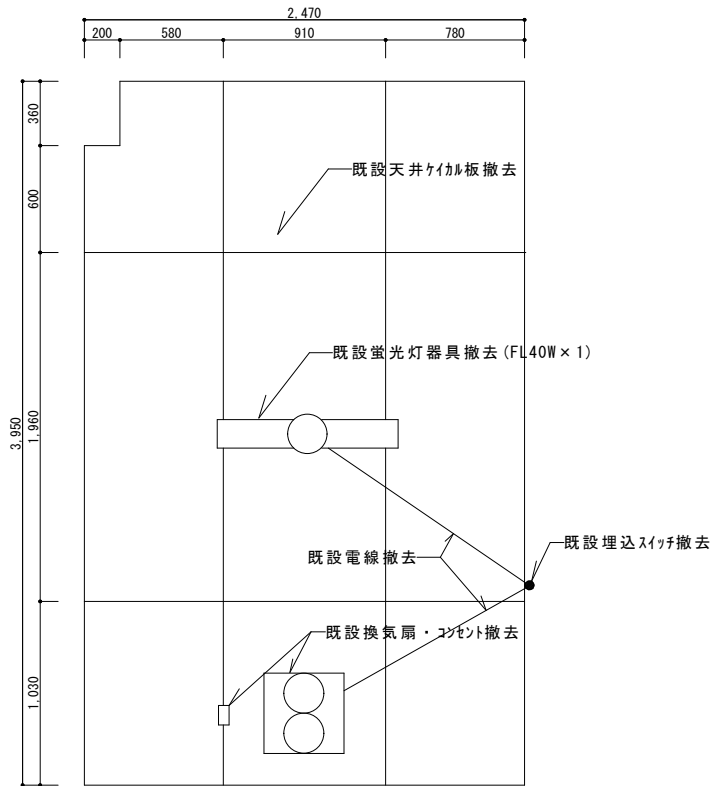 2,470
200
580
910
780
360
600
3,950
1,960
1,030
既設天井ｹｲｶﾙ板撤去
既設蛍光灯器具撤去(FL40W×1)
既設電線撤去
既設埋込ｽｲｯﾁ撤去
既設換気扇・ｺﾝｾﾝﾄ撤去